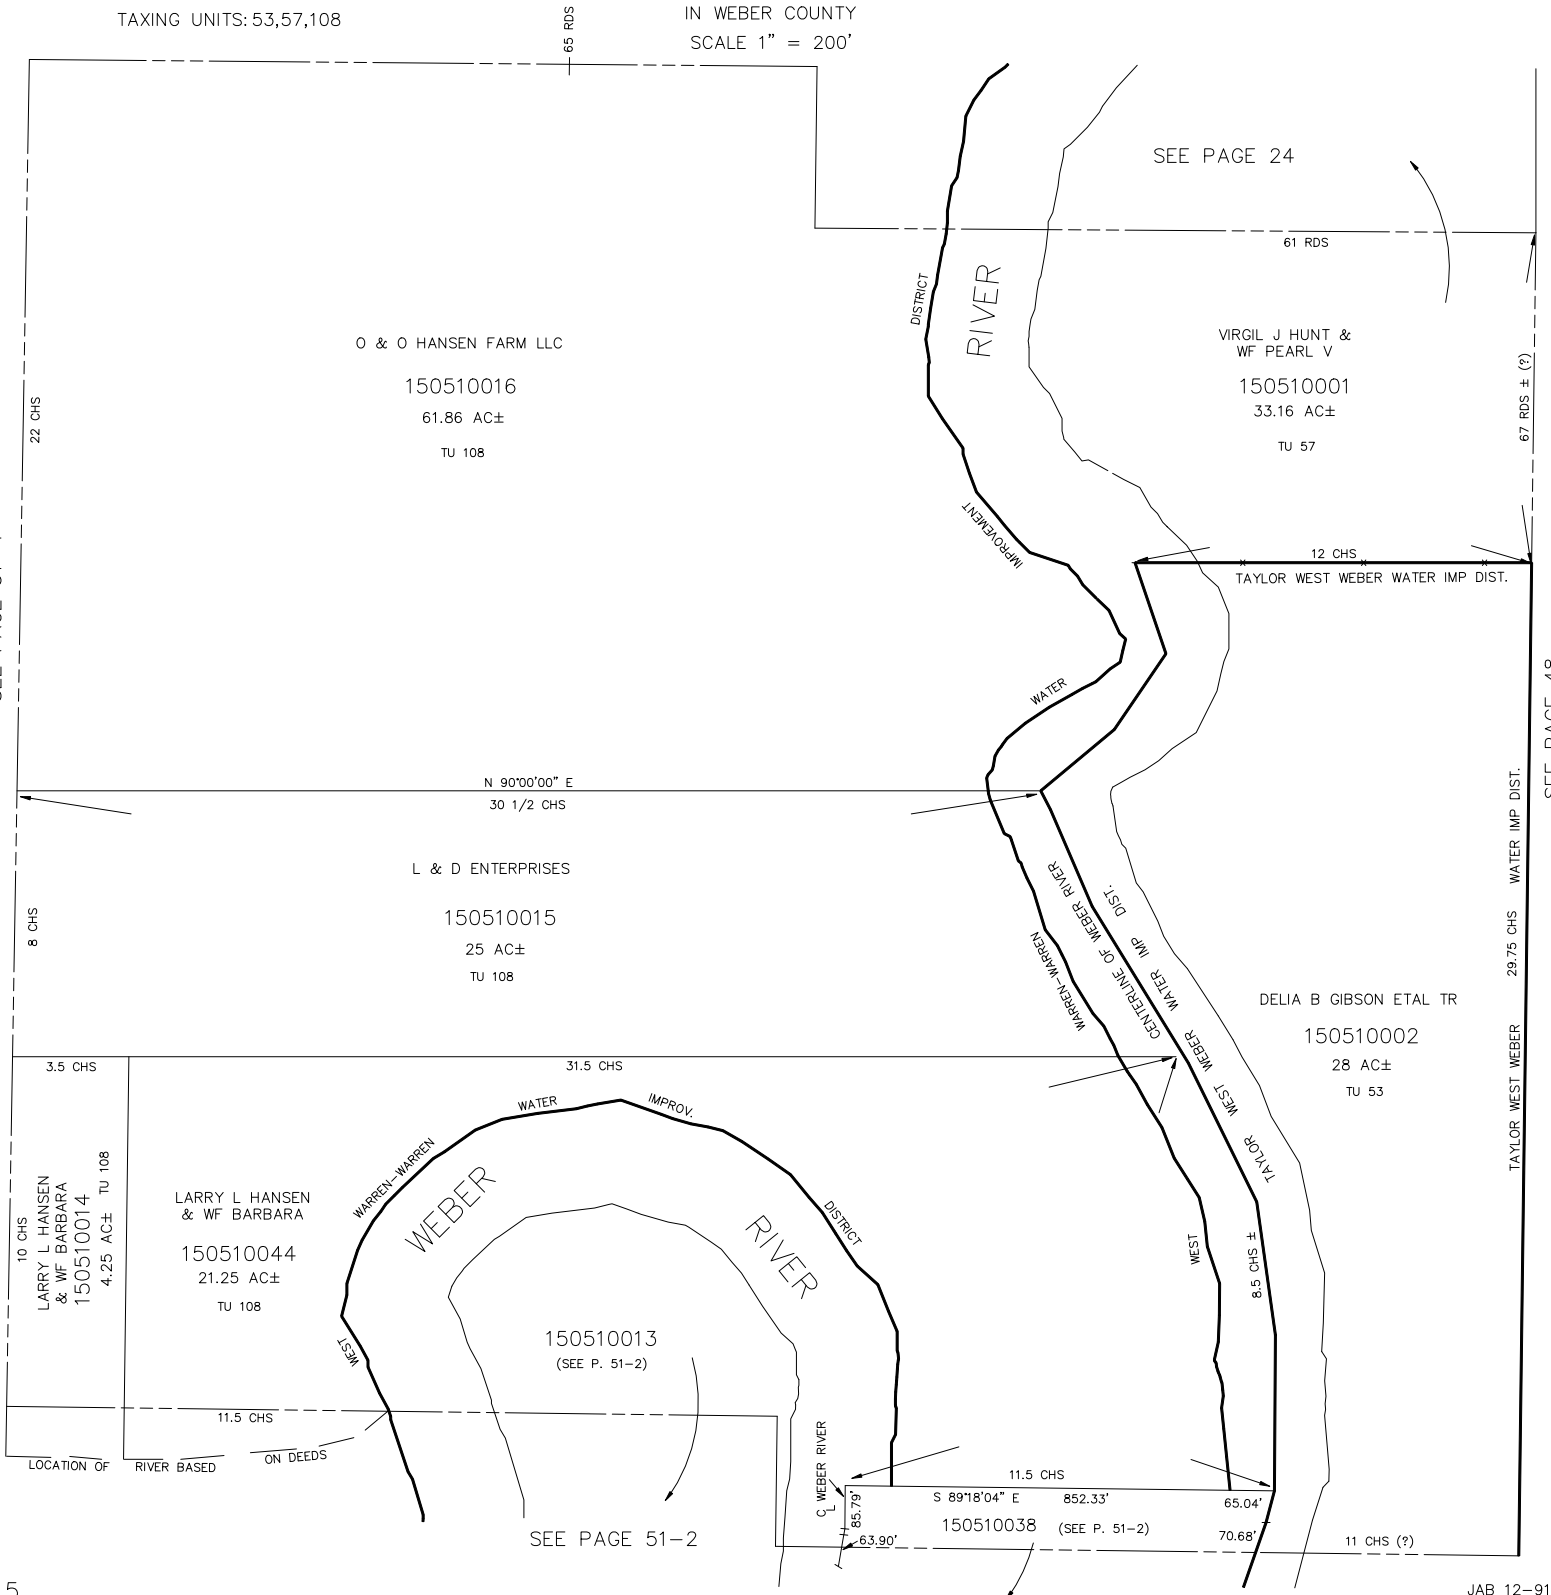 TAXING UNITS: 53,57,108
65 RDS
IN WEBER COUNTY
SCALE 1" = 200'
SEE PAGE 24
61 RDS
DISTRICT
RIVER
O & O HANSEN FARM LLC
150510016
61.86 AC±
TU 108
VIRGIL J HUNT &
WF PEARL V
150510001
33.16 AC±
TU 57
67 RDS ± (?)
22 CHS
IMPROVEMENT
12 CHS
TAYLOR WEST WEBER WATER IMP DIST.
WATER
SEE PAGE 48
N 90°00'00" E
30 1/2 CHS
L & D ENTERPRISES
150510015
25 AC±
TU 108
8 CHS
WARREN-WARREN
CENTERLINE OF WEBER RIVER
TAYLOR WEST WEBER WATER IMP DIST.
DELIA B GIBSON ETAL TR
150510002
28 AC±
TU 53
TAYLOR WEST WEBER 29.75 CHS WATER IMP DIST.
3.5 CHS
31.5 CHS
WATER
IMPROV.
WARREN-WARREN
DISTRICT
WEBER
RIVER
10 CHS
LARRY L HANSEN
& WF BARBARA
150510014
4.25 AC± TU 108
LARRY L HANSEN
& WF BARBARA
150510044
21.25 AC±
TU 108
WEST
WEST
8.5 CHS ±
150510013
(SEE P. 51-2)
11.5 CHS
LOCATION OF RIVER BASED ON DEEDS
CL WEBER RIVER
85.79'
11.5 CHS
S 89°18'04" E 852.33'
65.04'
150510038 (SEE P. 51-2)
63.90'
70.68'
11 CHS (?)
SEE PAGE 51-2
5
JAB 12-91